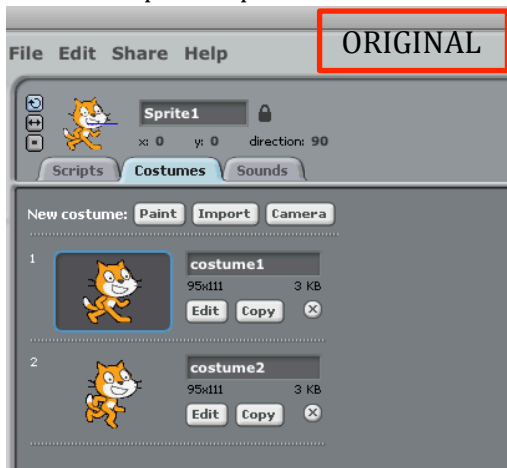 ORIGINAL
File Edit Share Help
Sprite1
x: 0 y: 0 direction: 90
Scripts Costumes Sounds
New costume: Paint Import Camera
1
costume1
95x111 3 KB
Edit Copy
2
costume2
95x111 3 KB
Edit Copy